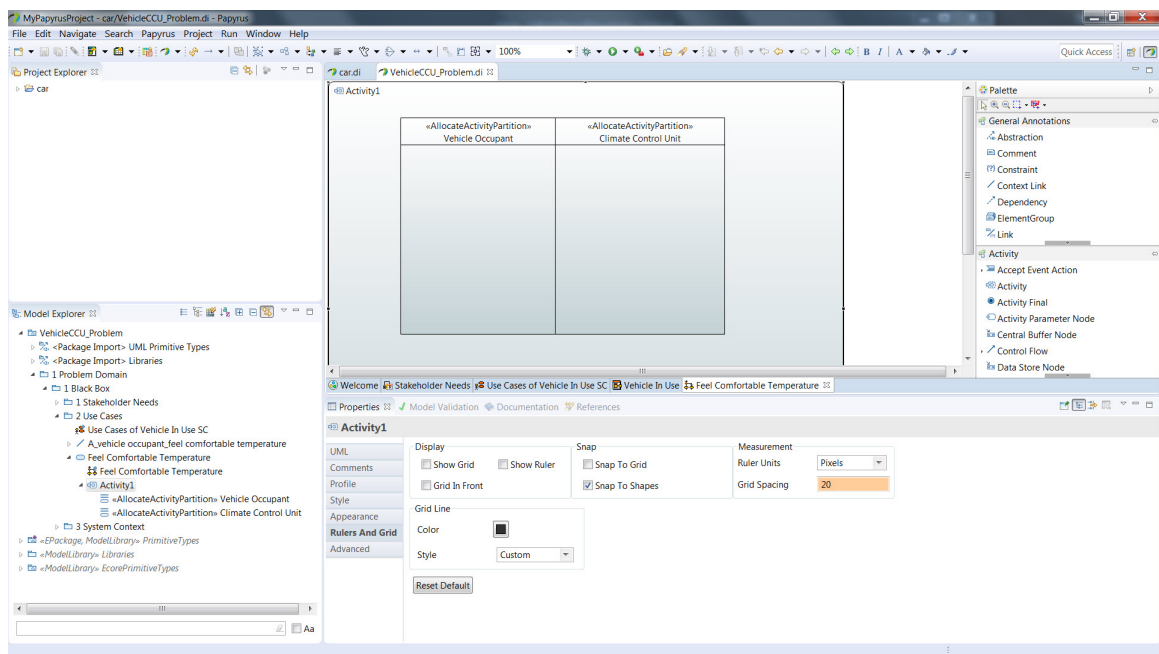 MyPapyrusProject - car/VehicleCCU_Problem.di - Papyrus
File Edit Navigate Search Papyrus Project Run Window Help
100%
B I A
Quick Access
Project Explorer
car
car.di
VehicleCCU_Problem.di
Activity1
«AllocateActivityPartition»
Vehicle Occupant
«AllocateActivityPartition»
Climate Control Unit
Palette
General Annotations
Abstraction
Comment
Constraint
Context Link
Dependency
ElementGroup
Link
Activity
Accept Event Action
Activity
Activity Final
Activity Parameter Node
Central Buffer Node
Control Flow
Data Store Node
Model Explorer
VehicleCCU_Problem
<Package Import> UML Primitive Types
<Package Import> Libraries
1 Problem Domain
1 Black Box
1 Stakeholder Needs
2 Use Cases
Use Cases of Vehicle In Use SC
A_vehicle occupant_feel comfortable temperature
Feel Comfortable Temperature
Feel Comfortable Temperature
Activity1
«AllocateActivityPartition» Vehicle Occupant
«AllocateActivityPartition» Climate Control Unit
3 System Context
«EPackage, ModelLibrary» PrimitiveTypes
«ModelLibrary» Libraries
«ModelLibrary» EcorePrimitiveTypes
Aa
Welcome Stakeholder Needs Use Cases of Vehicle In Use SC Vehicle In Use Feel Comfortable Temperature
Properties Model Validation Documentation References
Activity1
UML
Comments
Profile
Style
Appearance
Rulers And Grid
Advanced
Display
Show Grid Show Ruler
Grid In Front
Snap
Snap To Grid
Snap To Shapes
Measurement
Ruler Units Pixels
Grid Spacing 20
Grid Line
Color
Style Custom
Reset Default